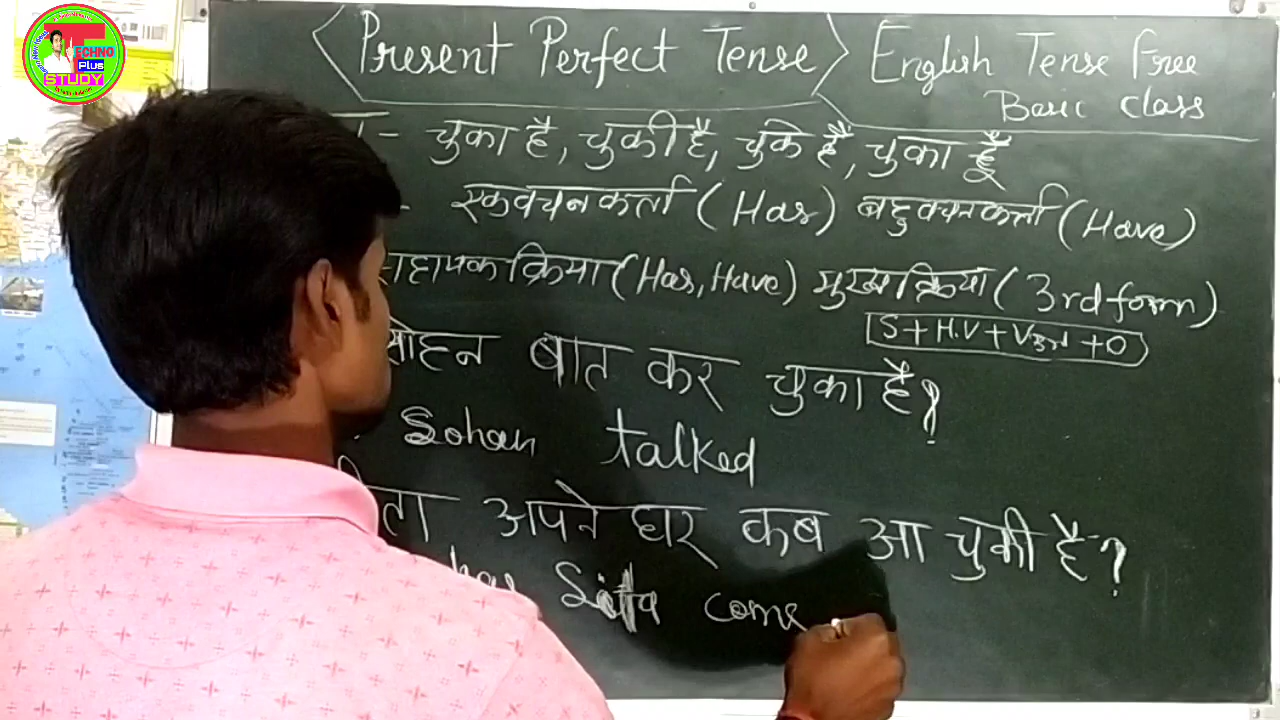 TECHNO Plus STUDY
Present Perfect Tense English Tense Free
Basic class
- चुका है, चुकी है, चुके हैं, चुका हूँ
- एकवचन कर्ता (Has) बहुवचन कर्ता (Have)
सहायक क्रिया (Has, Have) मुख्य क्रिया (3rd form)
S + H.V + V3rd + O
सोहन बात कर चुका है?
Sohan talked
अपने घर कब आ चुकी है?
has Sita come